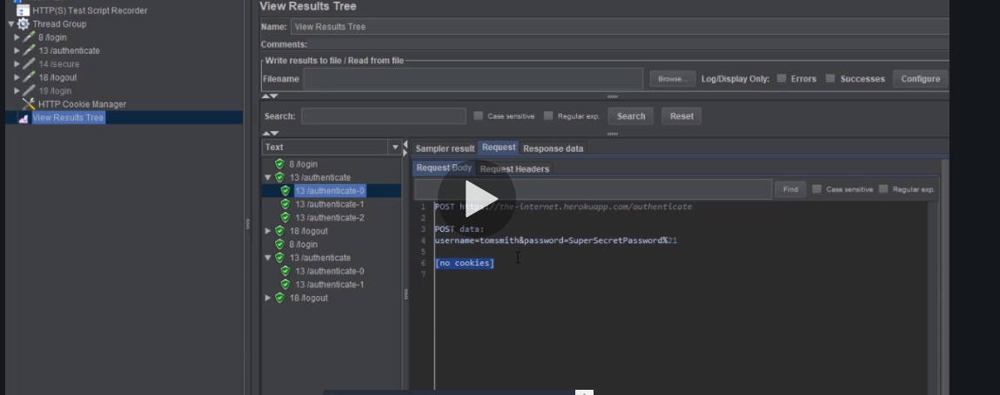 HTTP(S) Test Script Recorder
Thread Group
8 /login
13 /authenticate
14 /secure
18 /logout
19 /login
HTTP Cookie Manager
View Results Tree
View Results Tree
Name: View Results Tree
Comments:
Write results to file / Read from file
Filename Browse... Log/Display Only: Errors Successes Configure
Search: Case sensitive Regular exp. Search Reset
Text
8 /login
13 /authenticate
13 /authenticate-0
13 /authenticate-1
13 /authenticate-2
18 /logout
8 /login
13 /authenticate
13 /authenticate-0
13 /authenticate-1
18 /logout
Sampler result Request Response data
Request Body Request Headers
Find Case sensitive Regular exp.
1 POST https://the-internet.herokuapp.com/authenticate
2
3 POST data:
4 username=tomsmith&password=SuperSecretPassword%21
5
6 [no cookies]
7